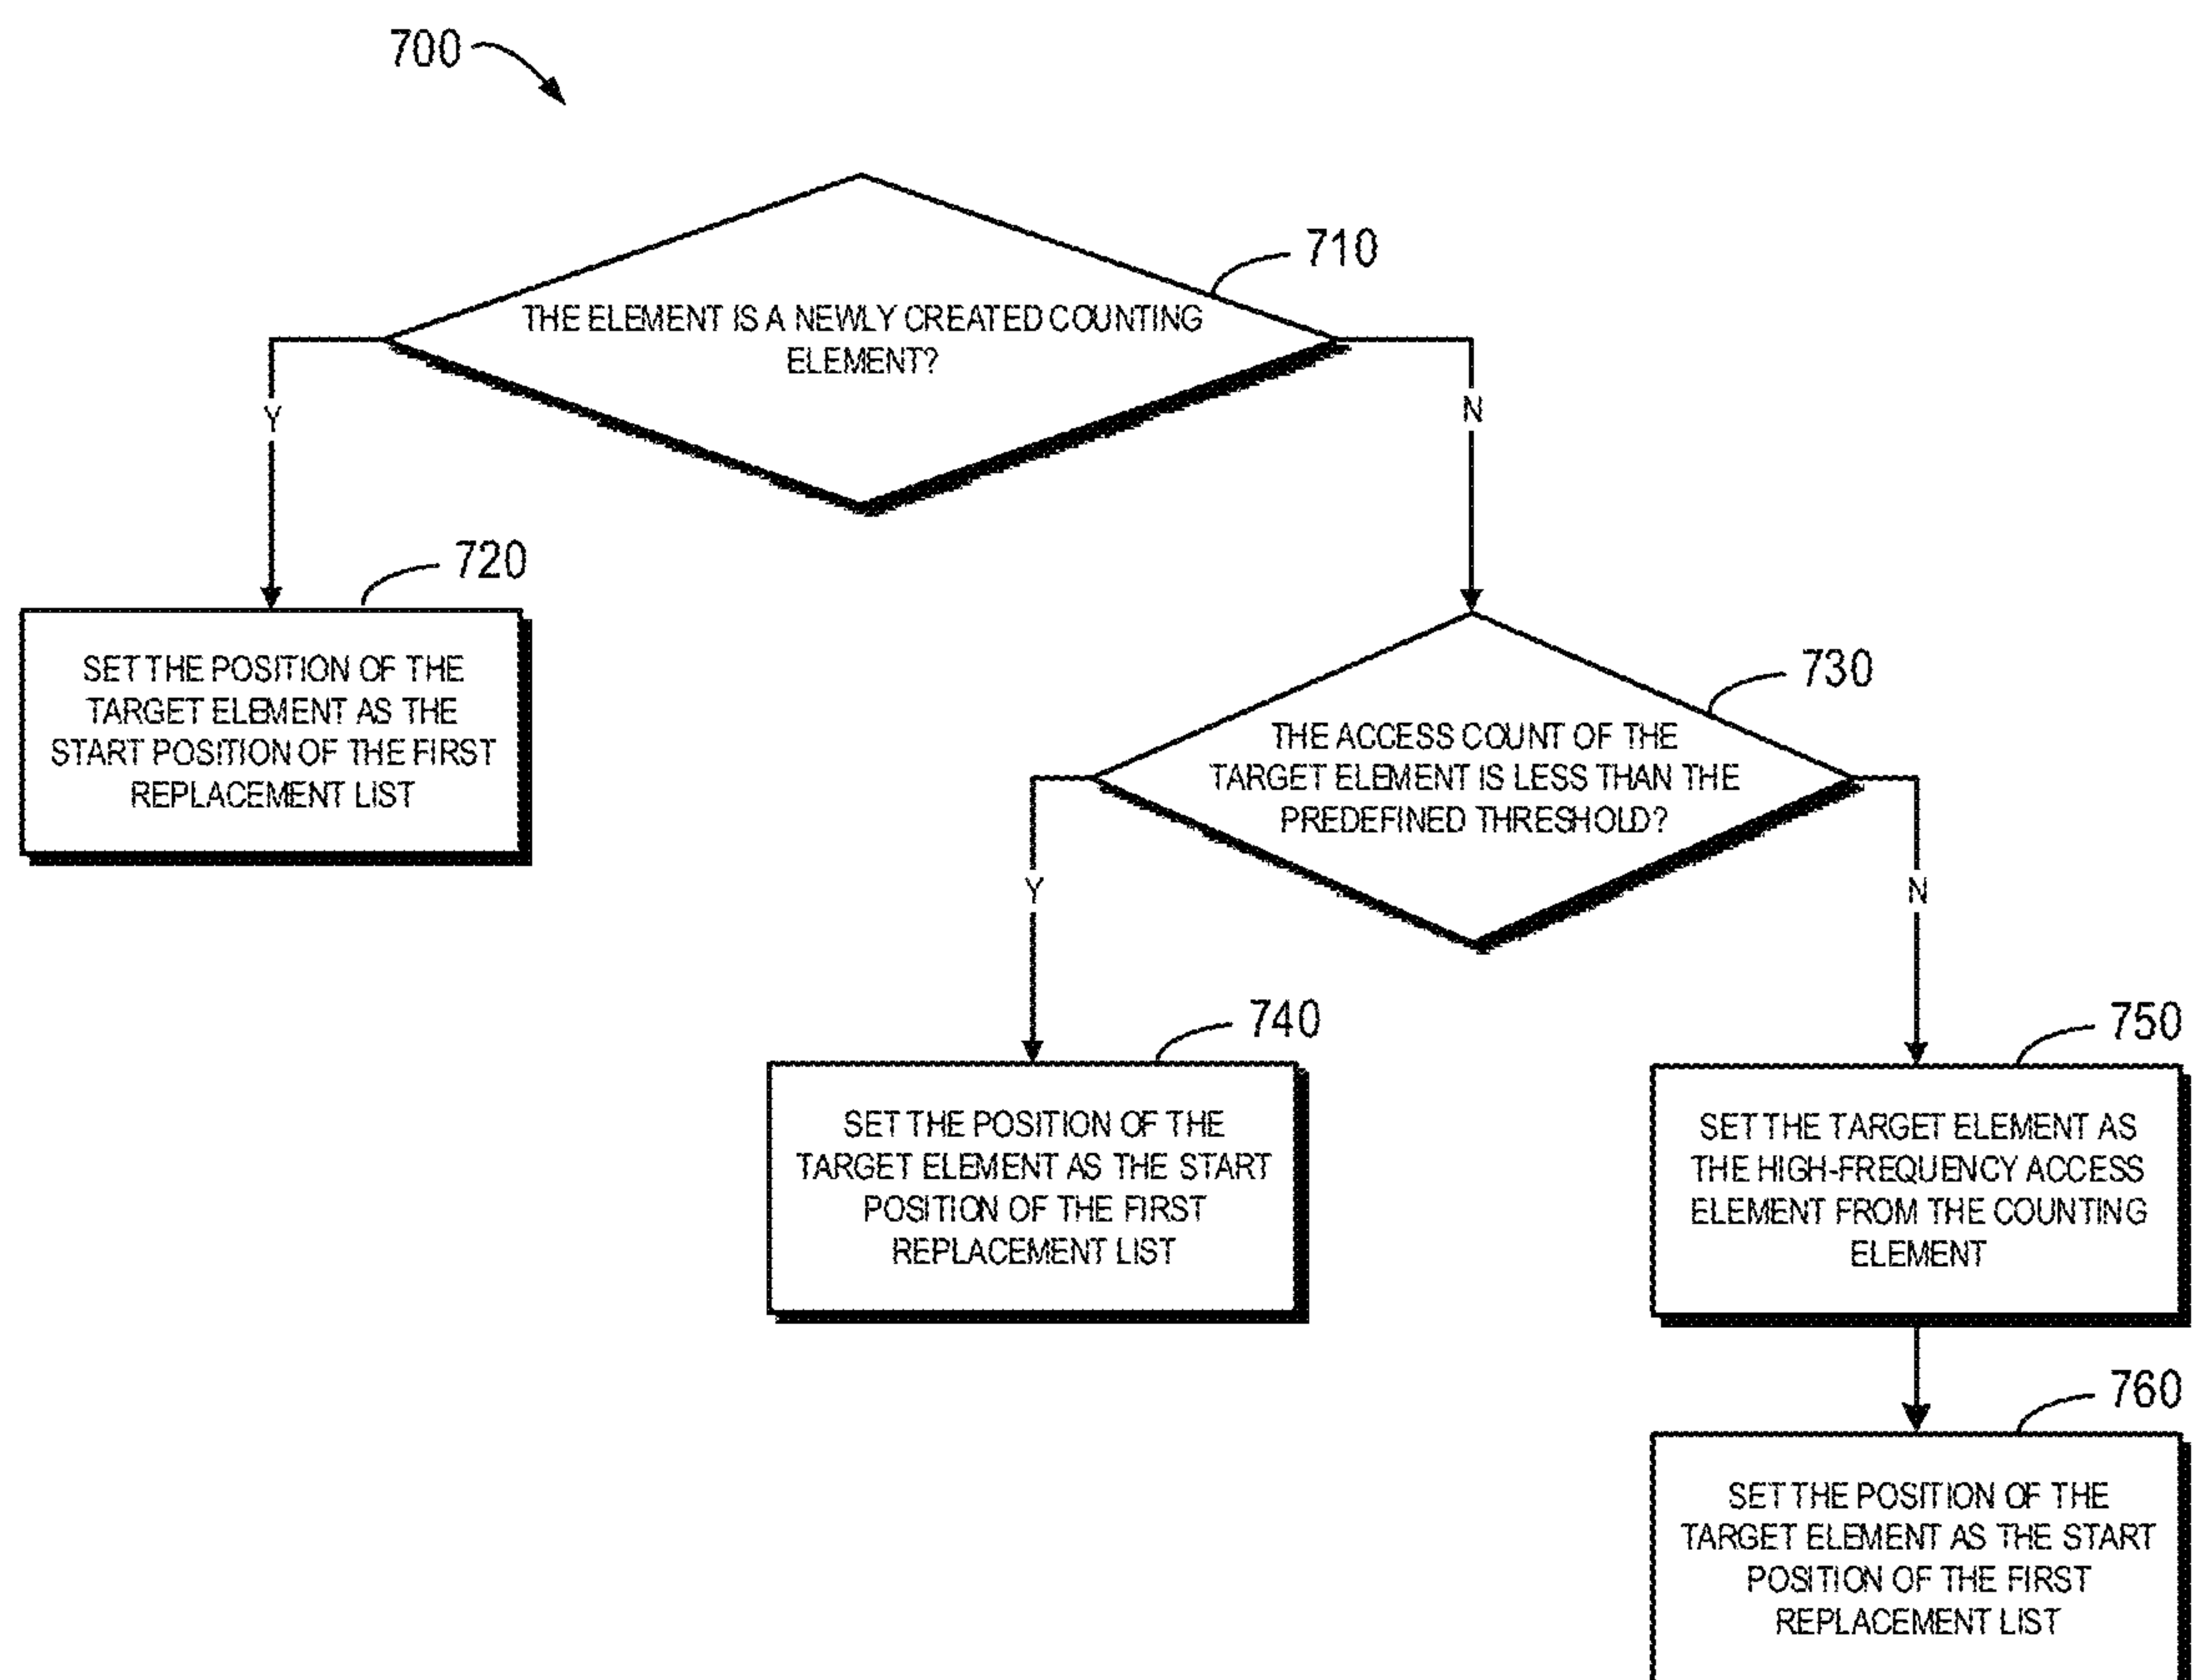 700
710
THE ELEMENT IS A NEWLY CREATED COUNTING
ELEMENT?
Y
N
720
SET THE POSITION OF THE
TARGET ELEMENT AS THE
START POSITION OF THE FIRST
REPLACEMENT LIST
730
THE ACCESS COUNT OF THE
TARGET ELEMENT IS LESS THAN THE
PREDEFINED THRESHOLD?
Y
N
740
SET THE POSITION OF THE
TARGET ELEMENT AS THE START
POSITION OF THE FIRST
REPLACEMENT LIST
750
SET THE TARGET ELEMENT AS
THE HIGH-FREQUENCY ACCESS
ELEMENT FROM THE COUNTING
ELEMENT
760
SET THE POSITION OF THE
TARGET ELEMENT AS THE START
POSITION OF THE FIRST
REPLACEMENT LIST